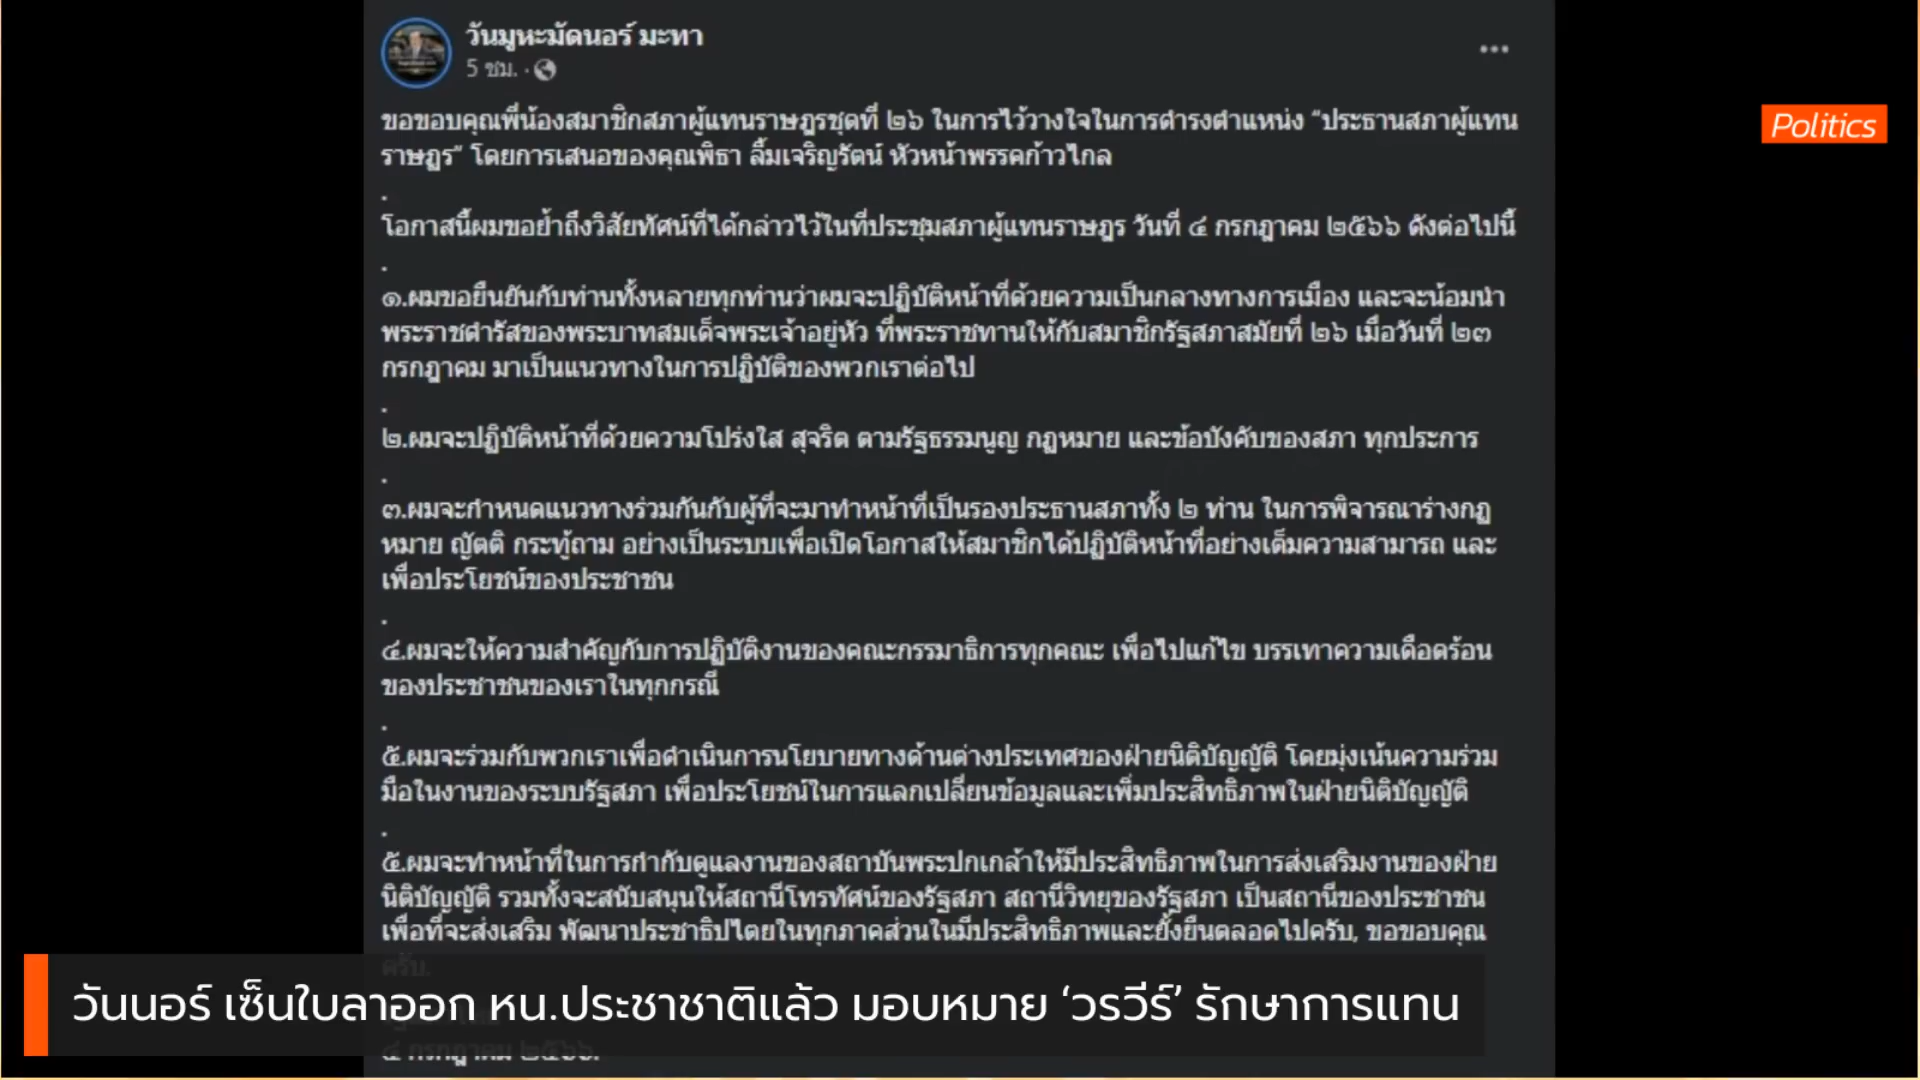 วันมูหะมัดนอร์ มะทา
5 ชม. ·
Politics
ขอขอบคุณพี่น้องสมาชิกสภาผู้แทนราษฎรชุดที่ ๒๖ ในการไว้วางใจในการดำรงตำแหน่ง “ประธานสภาผู้แทน
ราษฎร” โดยการเสนอของคุณพิธา ลิ้มเจริญรัตน์ หัวหน้าพรรคก้าวไกล
.
โอกาสนี้ผมขอย้ำถึงวิสัยทัศน์ที่ได้กล่าวไว้ในที่ประชุมสภาผู้แทนราษฎร วันที่ ๔ กรกฎาคม ๒๕๖๖ ดังต่อไปนี้
.
๑.ผมขอยืนยันกับท่านทั้งหลายทุกท่านว่าผมจะปฏิบัติหน้าที่ด้วยความเป็นกลางทางการเมือง และจะน้อมนำ
พระราชดำรัสของพระบาทสมเด็จพระเจ้าอยู่หัว ที่พระราชทานให้กับสมาชิกรัฐสภาสมัยที่ ๒๖ เมื่อวันที่ ๒๓
กรกฎาคม มาเป็นแนวทางในการปฏิบัติของพวกเราต่อไป
.
๒.ผมจะปฏิบัติหน้าที่ด้วยความโปร่งใส สุจริต ตามรัฐธรรมนูญ กฎหมาย และข้อบังคับของสภา ทุกประการ
.
๓.ผมจะกำหนดแนวทางร่วมกันกับผู้ที่จะมาทำหน้าที่เป็นรองประธานสภาทั้ง ๒ ท่าน ในการพิจารณาร่างกฎ
หมาย ญัตติ กระทู้ถาม อย่างเป็นระบบเพื่อเปิดโอกาสให้สมาชิกได้ปฏิบัติหน้าที่อย่างเต็มความสามารถ และ
เพื่อประโยชน์ของประชาชน
.
๔.ผมจะให้ความสำคัญกับการปฏิบัติงานของคณะกรรมาธิการทุกคณะ เพื่อไปแก้ไข บรรเทาความเดือดร้อน
ของประชาชนของเราในทุกกรณี
.
๕.ผมจะร่วมกับพวกเราเพื่อดำเนินการนโยบายทางด้านต่างประเทศของฝ่ายนิติบัญญัติ โดยมุ่งเน้นความร่วม
มือในงานของระบบรัฐสภา เพื่อประโยชน์ในการแลกเปลี่ยนข้อมูลและเพิ่มประสิทธิภาพในฝ่ายนิติบัญญัติ
.
๕.ผมจะทำหน้าที่ในการกำกับดูแลงานของสถาบันพระปกเกล้าให้มีประสิทธิภาพในการส่งเสริมงานของฝ่าย
นิติบัญญัติ รวมทั้งจะสนับสนุนให้สถานีโทรทัศน์ของรัฐสภา สถานีวิทยุของรัฐสภา เป็นสถานีของประชาชน
เพื่อที่จะส่งเสริม พัฒนาประชาธิปไตยในทุกภาคส่วนในมีประสิทธิภาพและยั่งยืนตลอดไปครับ, ขอขอบคุณ
ครับ.
วันนอร์ เซ็นใบลาออก หน.ประชาชาติแล้ว มอบหมาย ‘วรวีร์’ รักษาการแทน
๔ กรกฎาคม ๒๕๖๖.